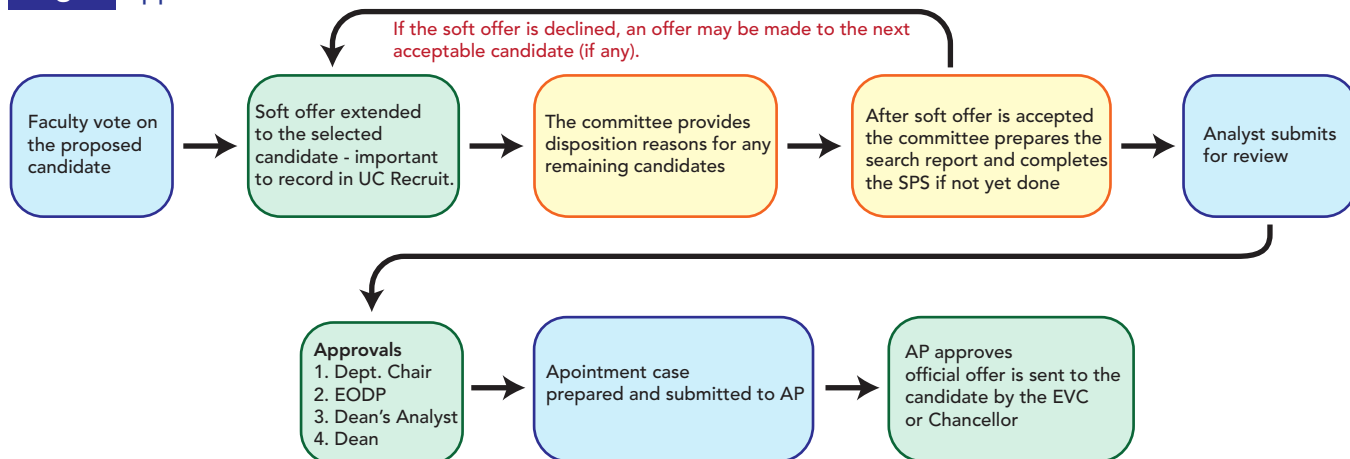 If the soft offer is declined, an offer may be made to the next
acceptable candidate (if any).
Faculty vote on
the proposed
candidate
Soft offer extended
to the selected
candidate - important
to record in UC Recruit.
The committee provides
disposition reasons for any
remaining candidates
After soft offer is accepted
the committee prepares the
search report and completes
the SPS if not yet done
Analyst submits
for review
Approvals
1. Dept. Chair
2. EODP
3. Dean's Analyst
4. Dean
Apointment case
prepared and submitted to AP
AP approves
official offer is sent to the
candidate by the EVC
or Chancellor